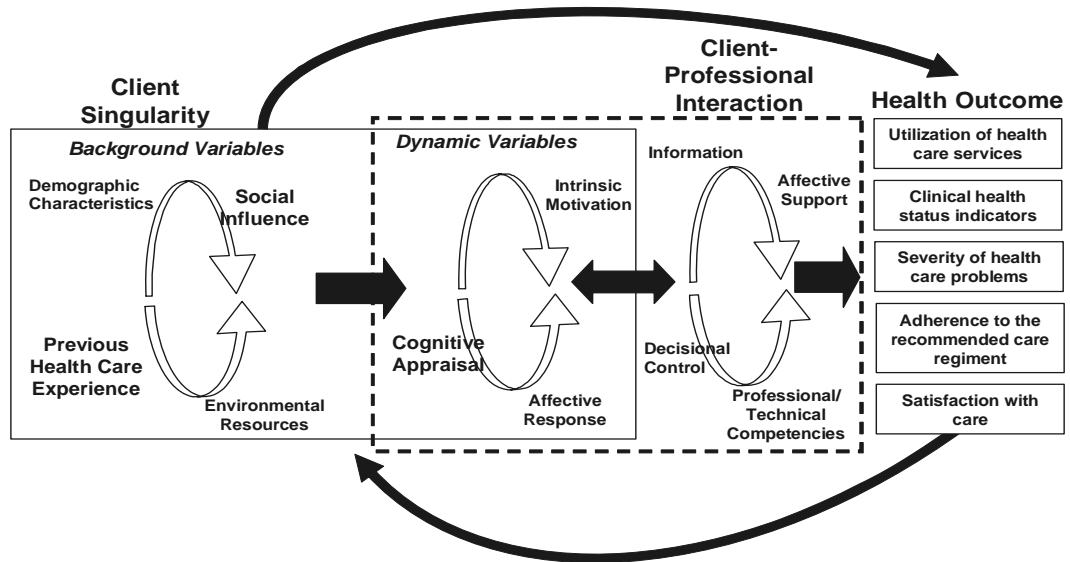 Client
Singularity
Client-
Professional
Interaction
Health Outcome
Background Variables
Demographic
Characteristics
Social
Influence
Previous
Health Care
Experience
Environmental
Resources
Dynamic Variables
Intrinsic
Motivation
Cognitive
Appraisal
Affective
Response
Information
Affective
Support
Decisional
Control
Professional/
Technical
Competencies
Utilization of health
care services
Clinical health
status indicators
Severity of health
care problems
Adherence to the
recommended care
regiment
Satisfaction with
care